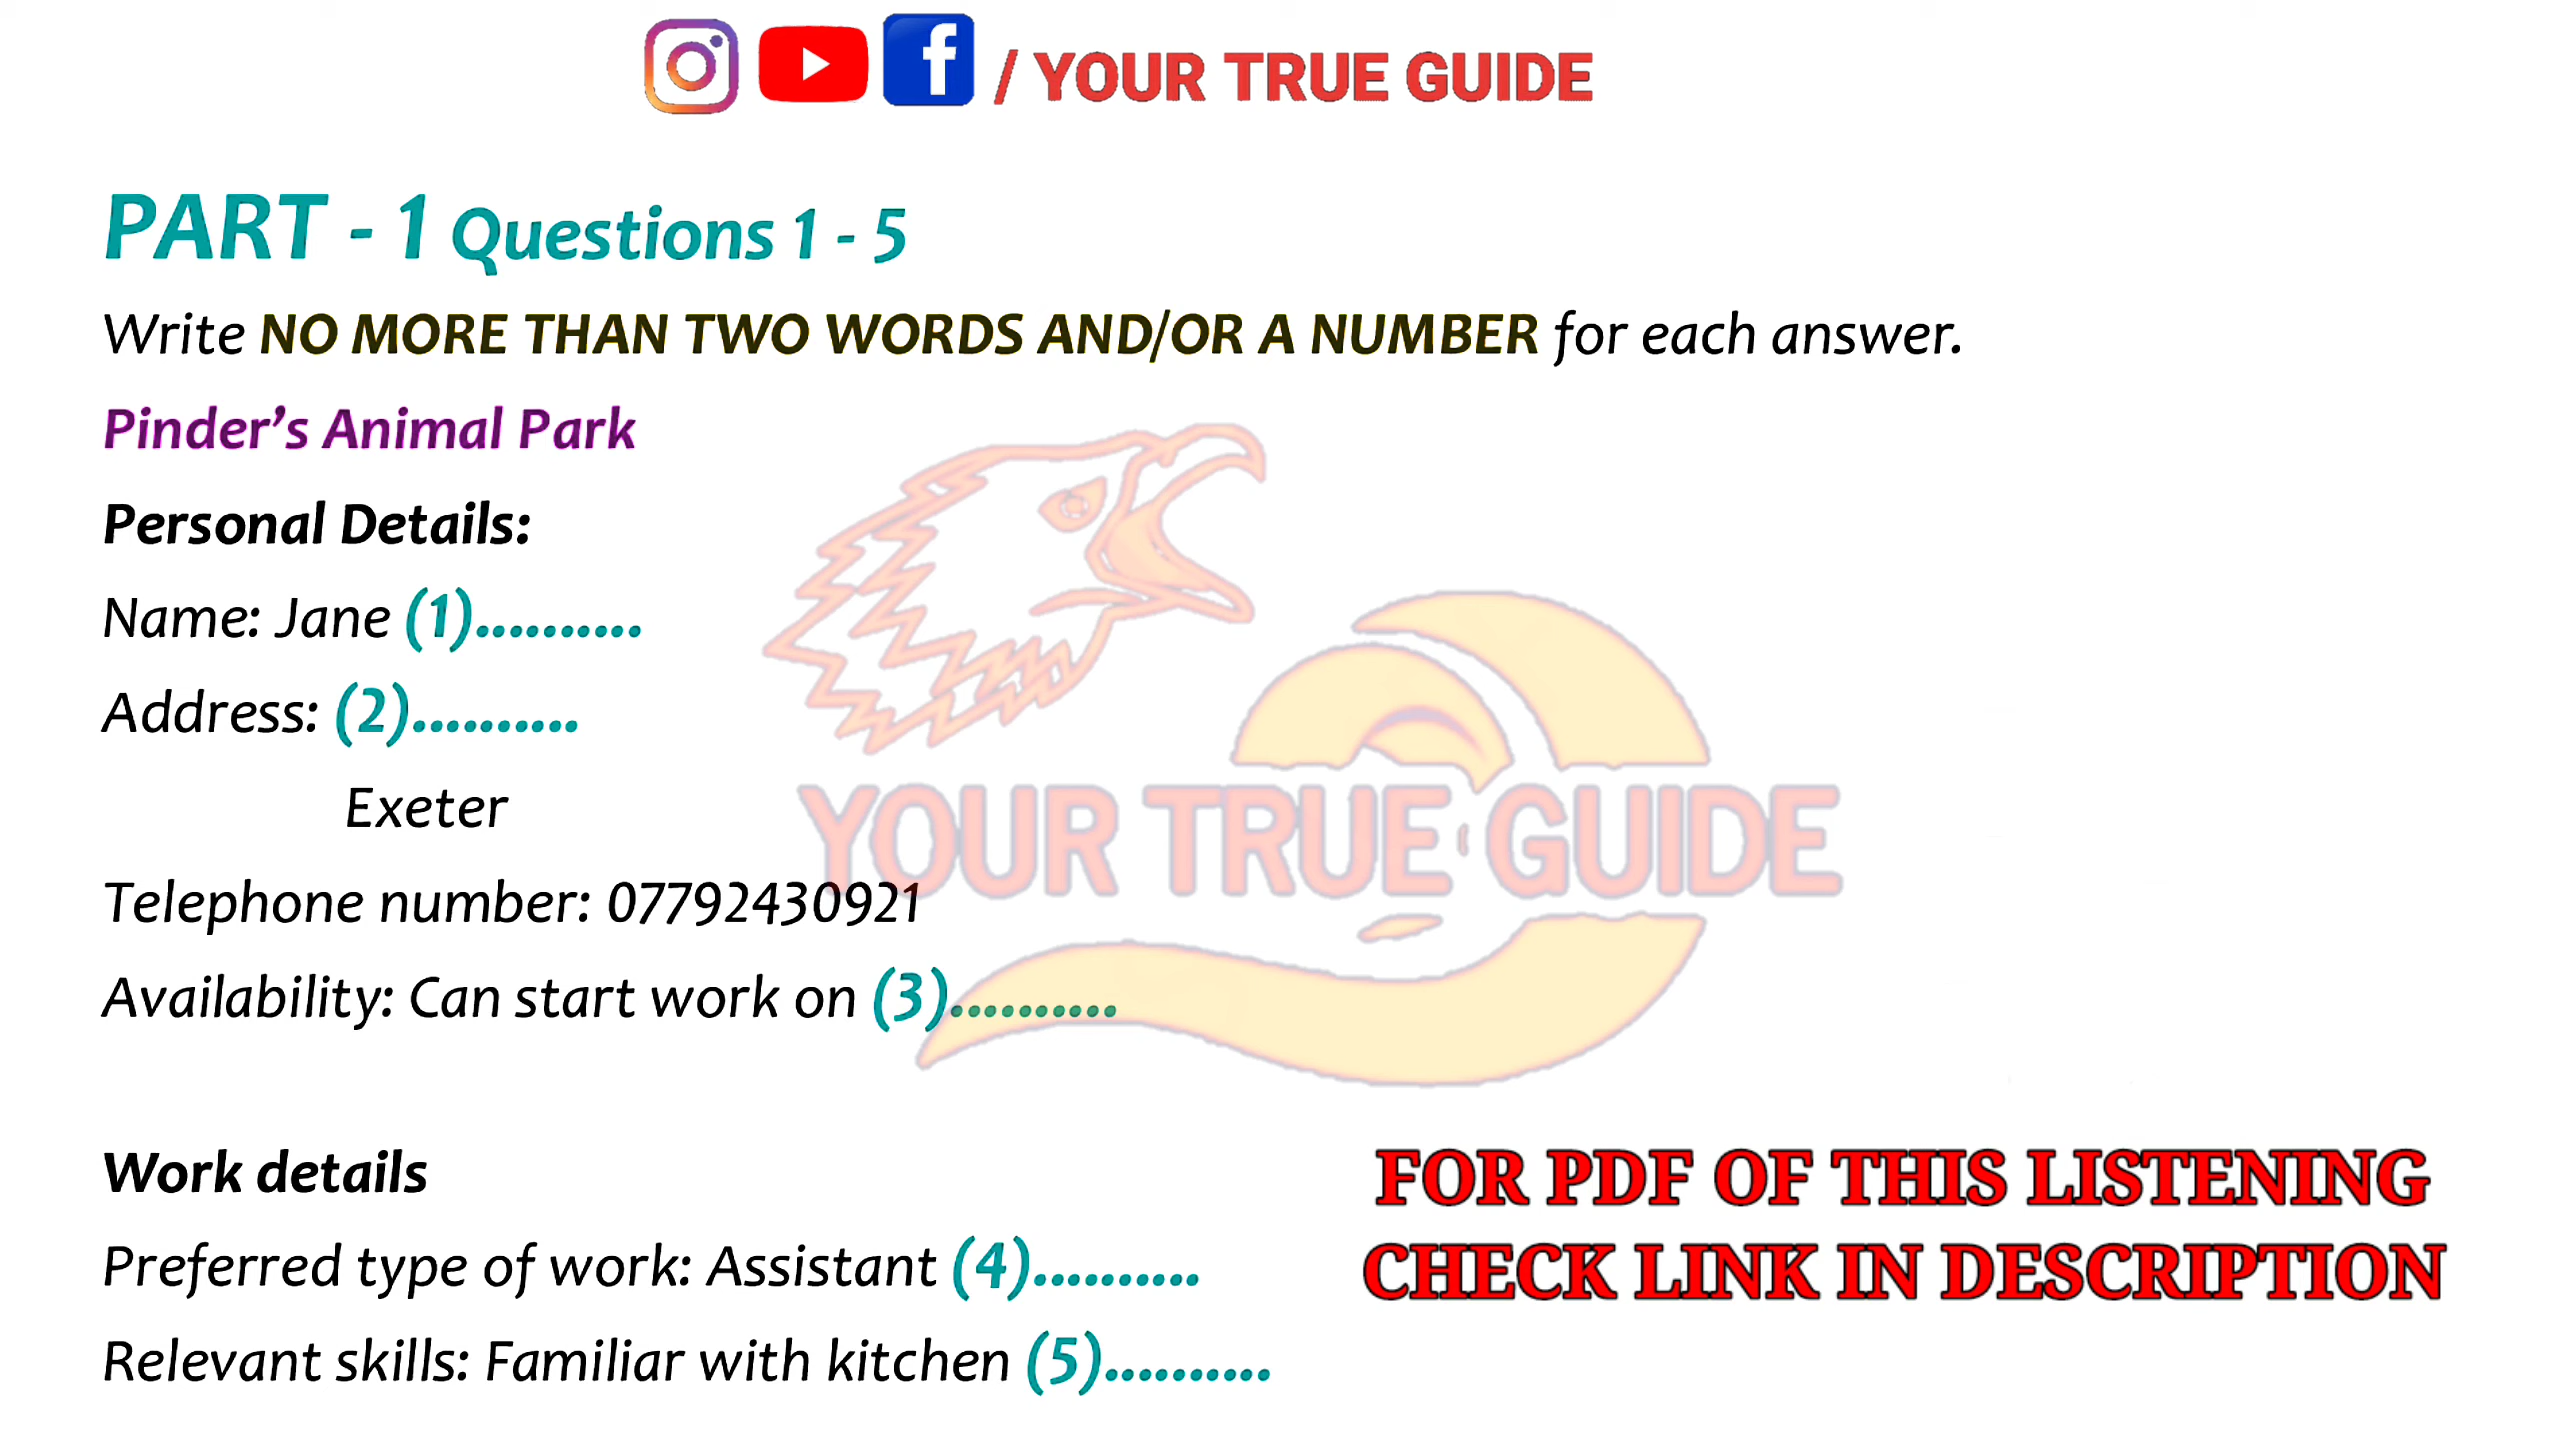 / YOUR TRUE GUIDE
PART - 1 Questions 1 - 5
Write NO MORE THAN TWO WORDS AND/OR A NUMBER for each answer.
Pinder’s Animal Park
Personal Details:
Name: Jane (1)..........
Address: (2)..........
Exeter
YOUR TRUE GUIDE
Telephone number: 07792430921
Availability: Can start work on (3)..........
Work details
Preferred type of work: Assistant (4)..........
Relevant skills: Familiar with kitchen (5)..........
FOR PDF OF THIS LISTENING
CHECK LINK IN DESCRIPTION